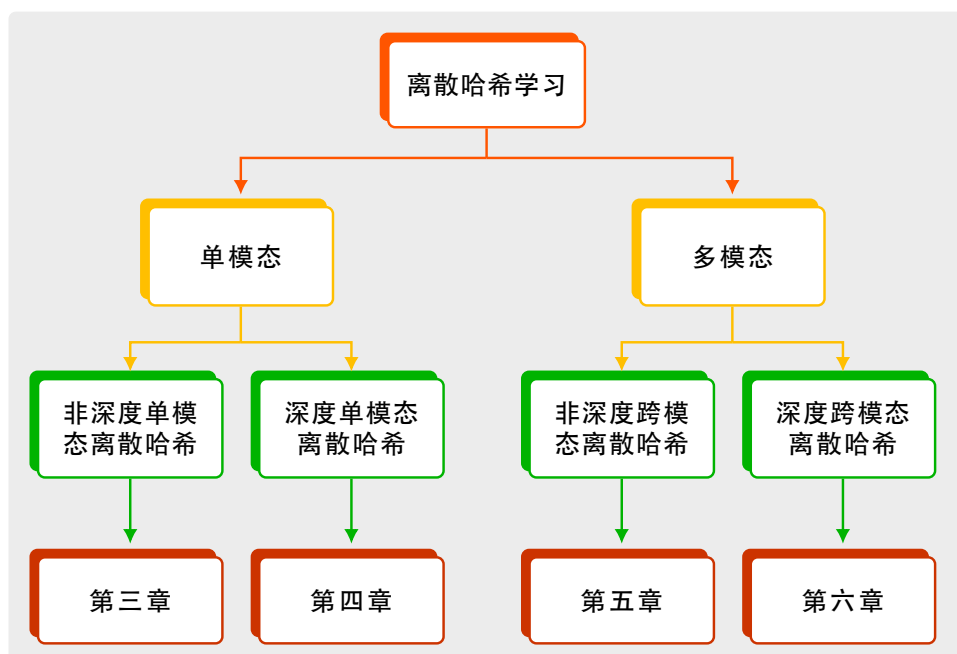 离散哈希学习
单模态
多模态
非深度单模
态离散哈希
深度单模态
离散哈希
非深度跨模
态离散哈希
深度跨模态
离散哈希
第三章
第四章
第五章
第六章